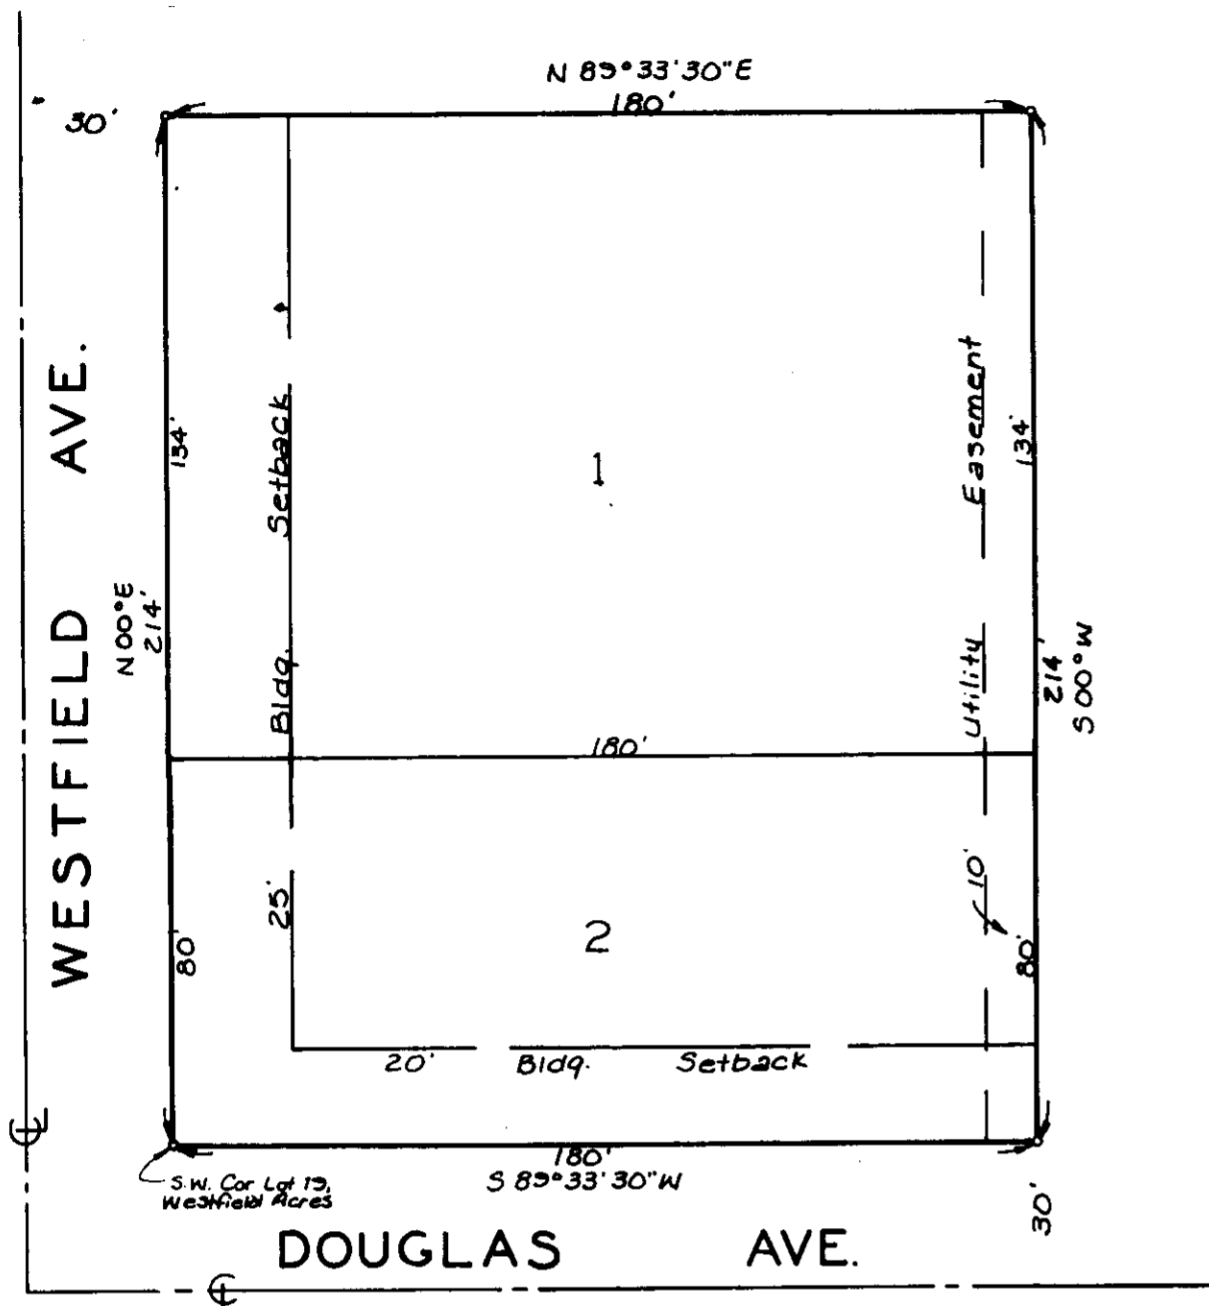 N 89°33'30"E
180'
30'
WESTFIELD AVE.
N 00°E
214'
134'
25' Bldg. Setback
1
Utility Easement
134'
214'
S 00°W
180'
80'
2
10'
80'
20' Bldg. Setback
180'
S 89°33'30"W
S.W. Cor Lot 19,
Westfield Acres
30'
DOUGLAS AVE.
℄
℄